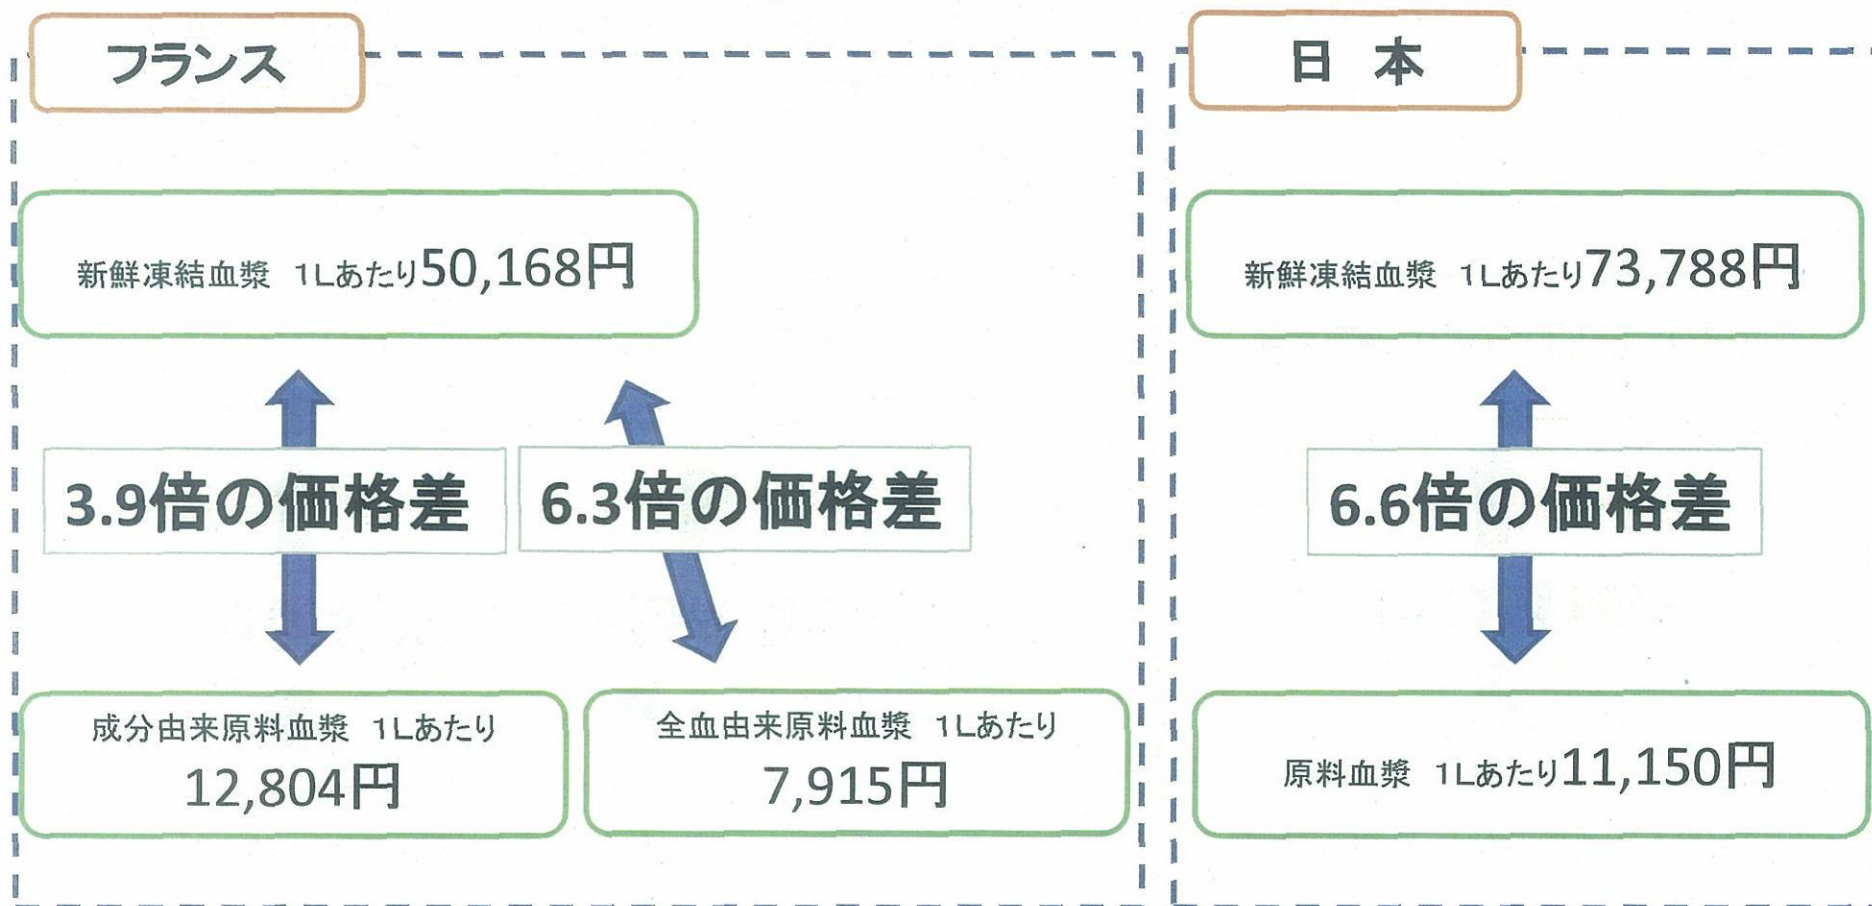 フランス
新鮮凍結血漿 1Lあたり50,168円
3.9倍の価格差
6.3倍の価格差
成分由来原料血漿 1Lあたり
12,804円
全血由来原料血漿 1Lあたり
7,915円
日 本
新鮮凍結血漿 1Lあたり73,788円
6.6倍の価格差
原料血漿 1Lあたり11,150円